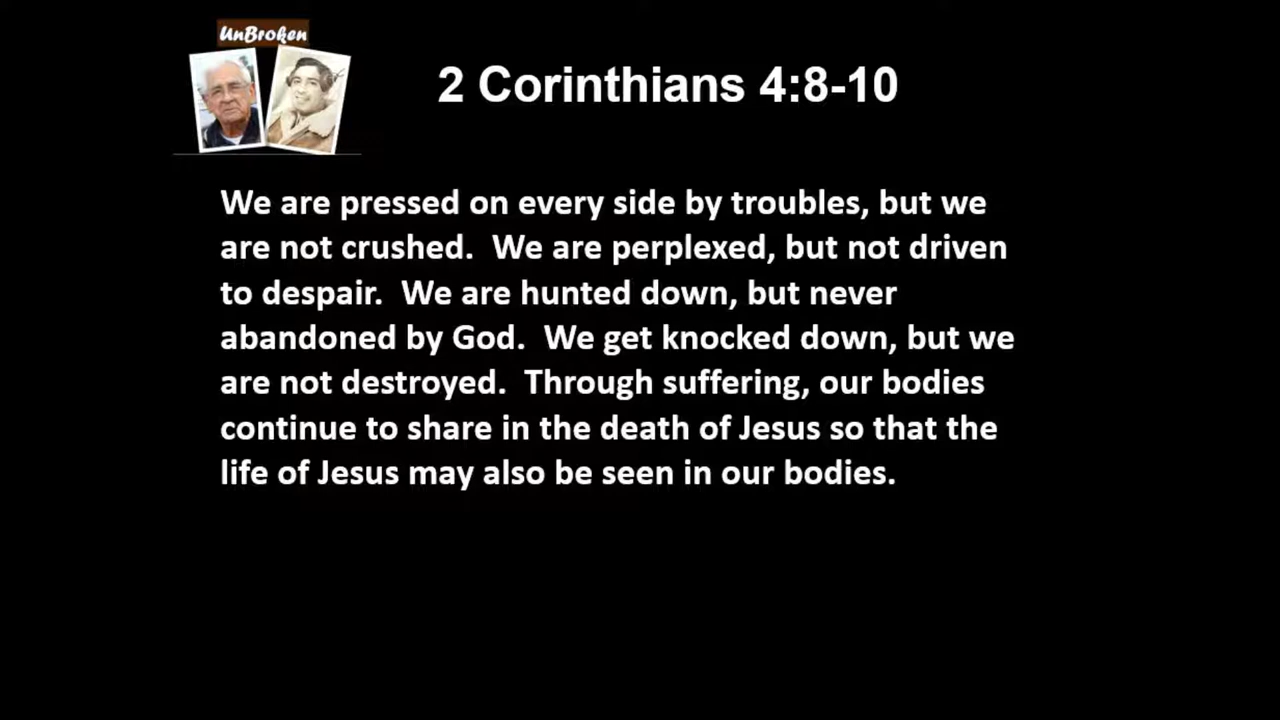 UnBroken
2 Corinthians 4:8-10
We are pressed on every side by troubles, but we
are not crushed.  We are perplexed, but not driven
to despair.  We are hunted down, but never
abandoned by God.  We get knocked down, but we
are not destroyed.  Through suffering, our bodies
continue to share in the death of Jesus so that the
life of Jesus may also be seen in our bodies.